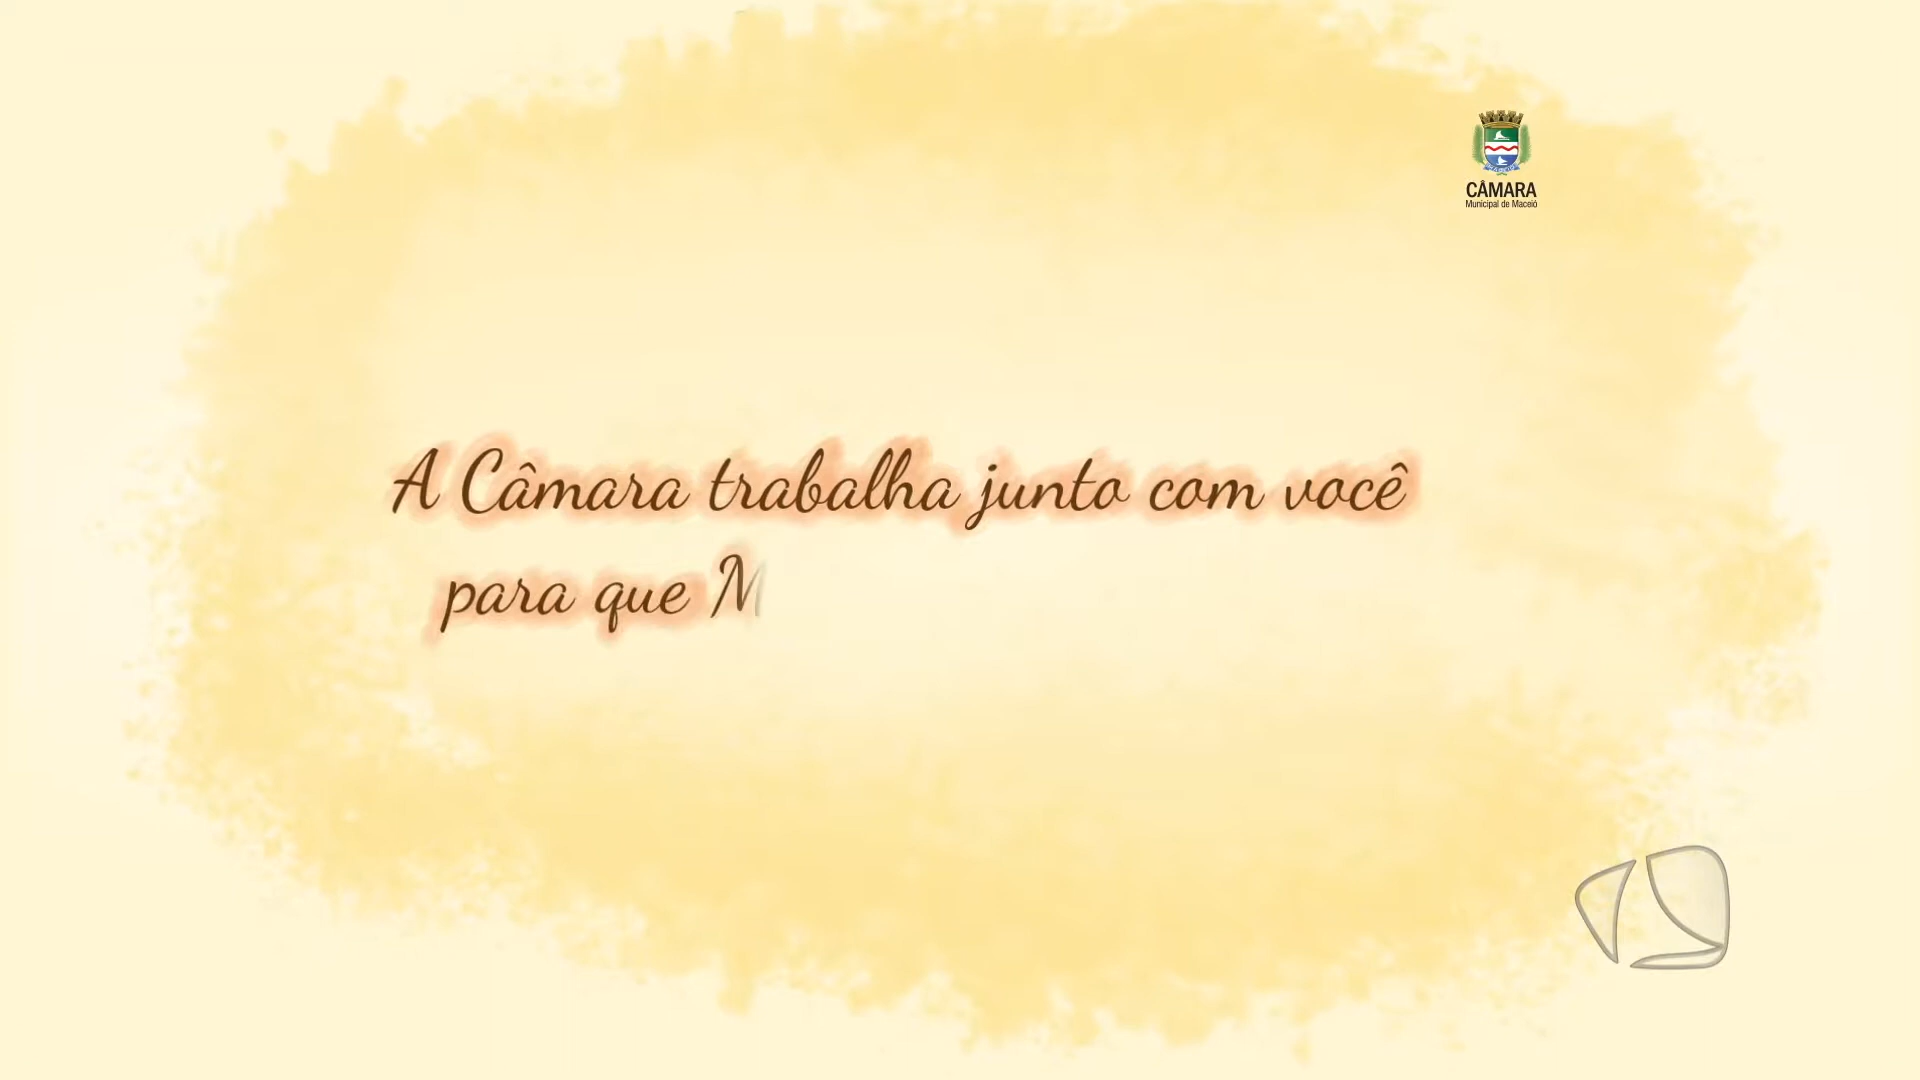 CÂMARA
Municipal de Maceió
A Câmara trabalha junto com você
para que M